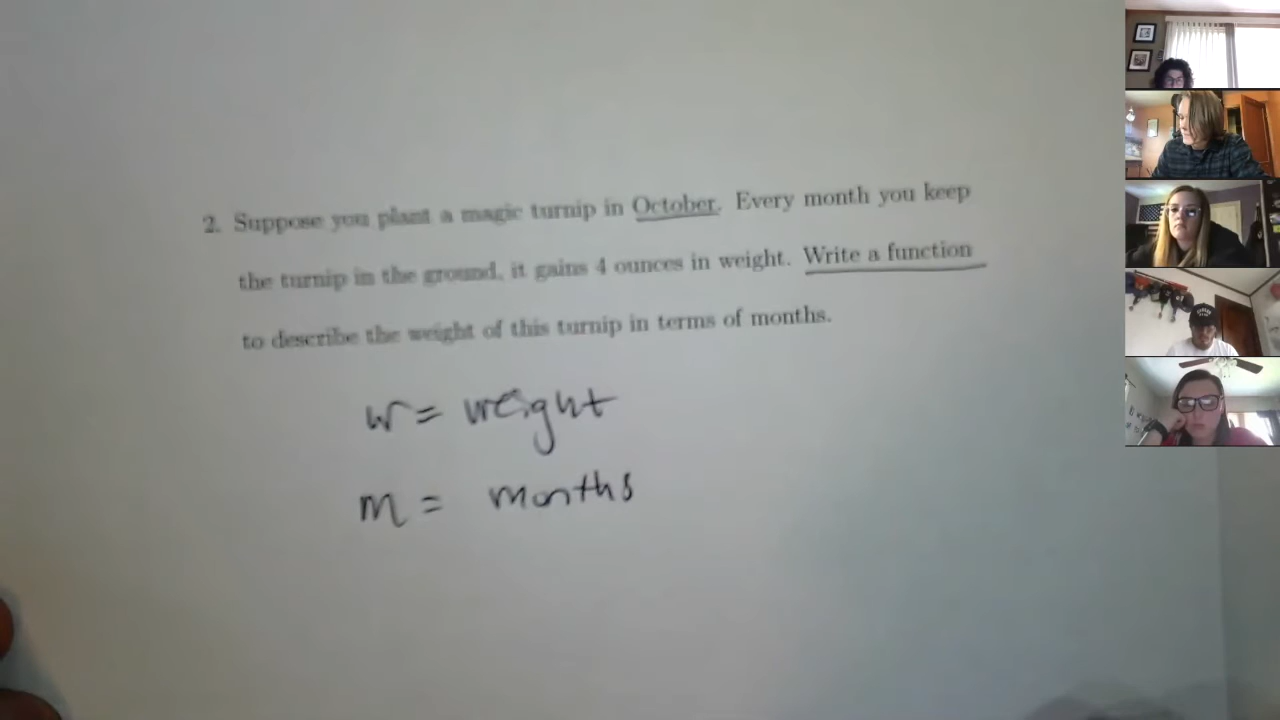 2. Suppose you plant a magic turnip in October. Every month you keep
the turnip in the ground, it gains 4 ounces in weight. Write a function
to describe the weight of this turnip in terms of months.
w = weight
m = months